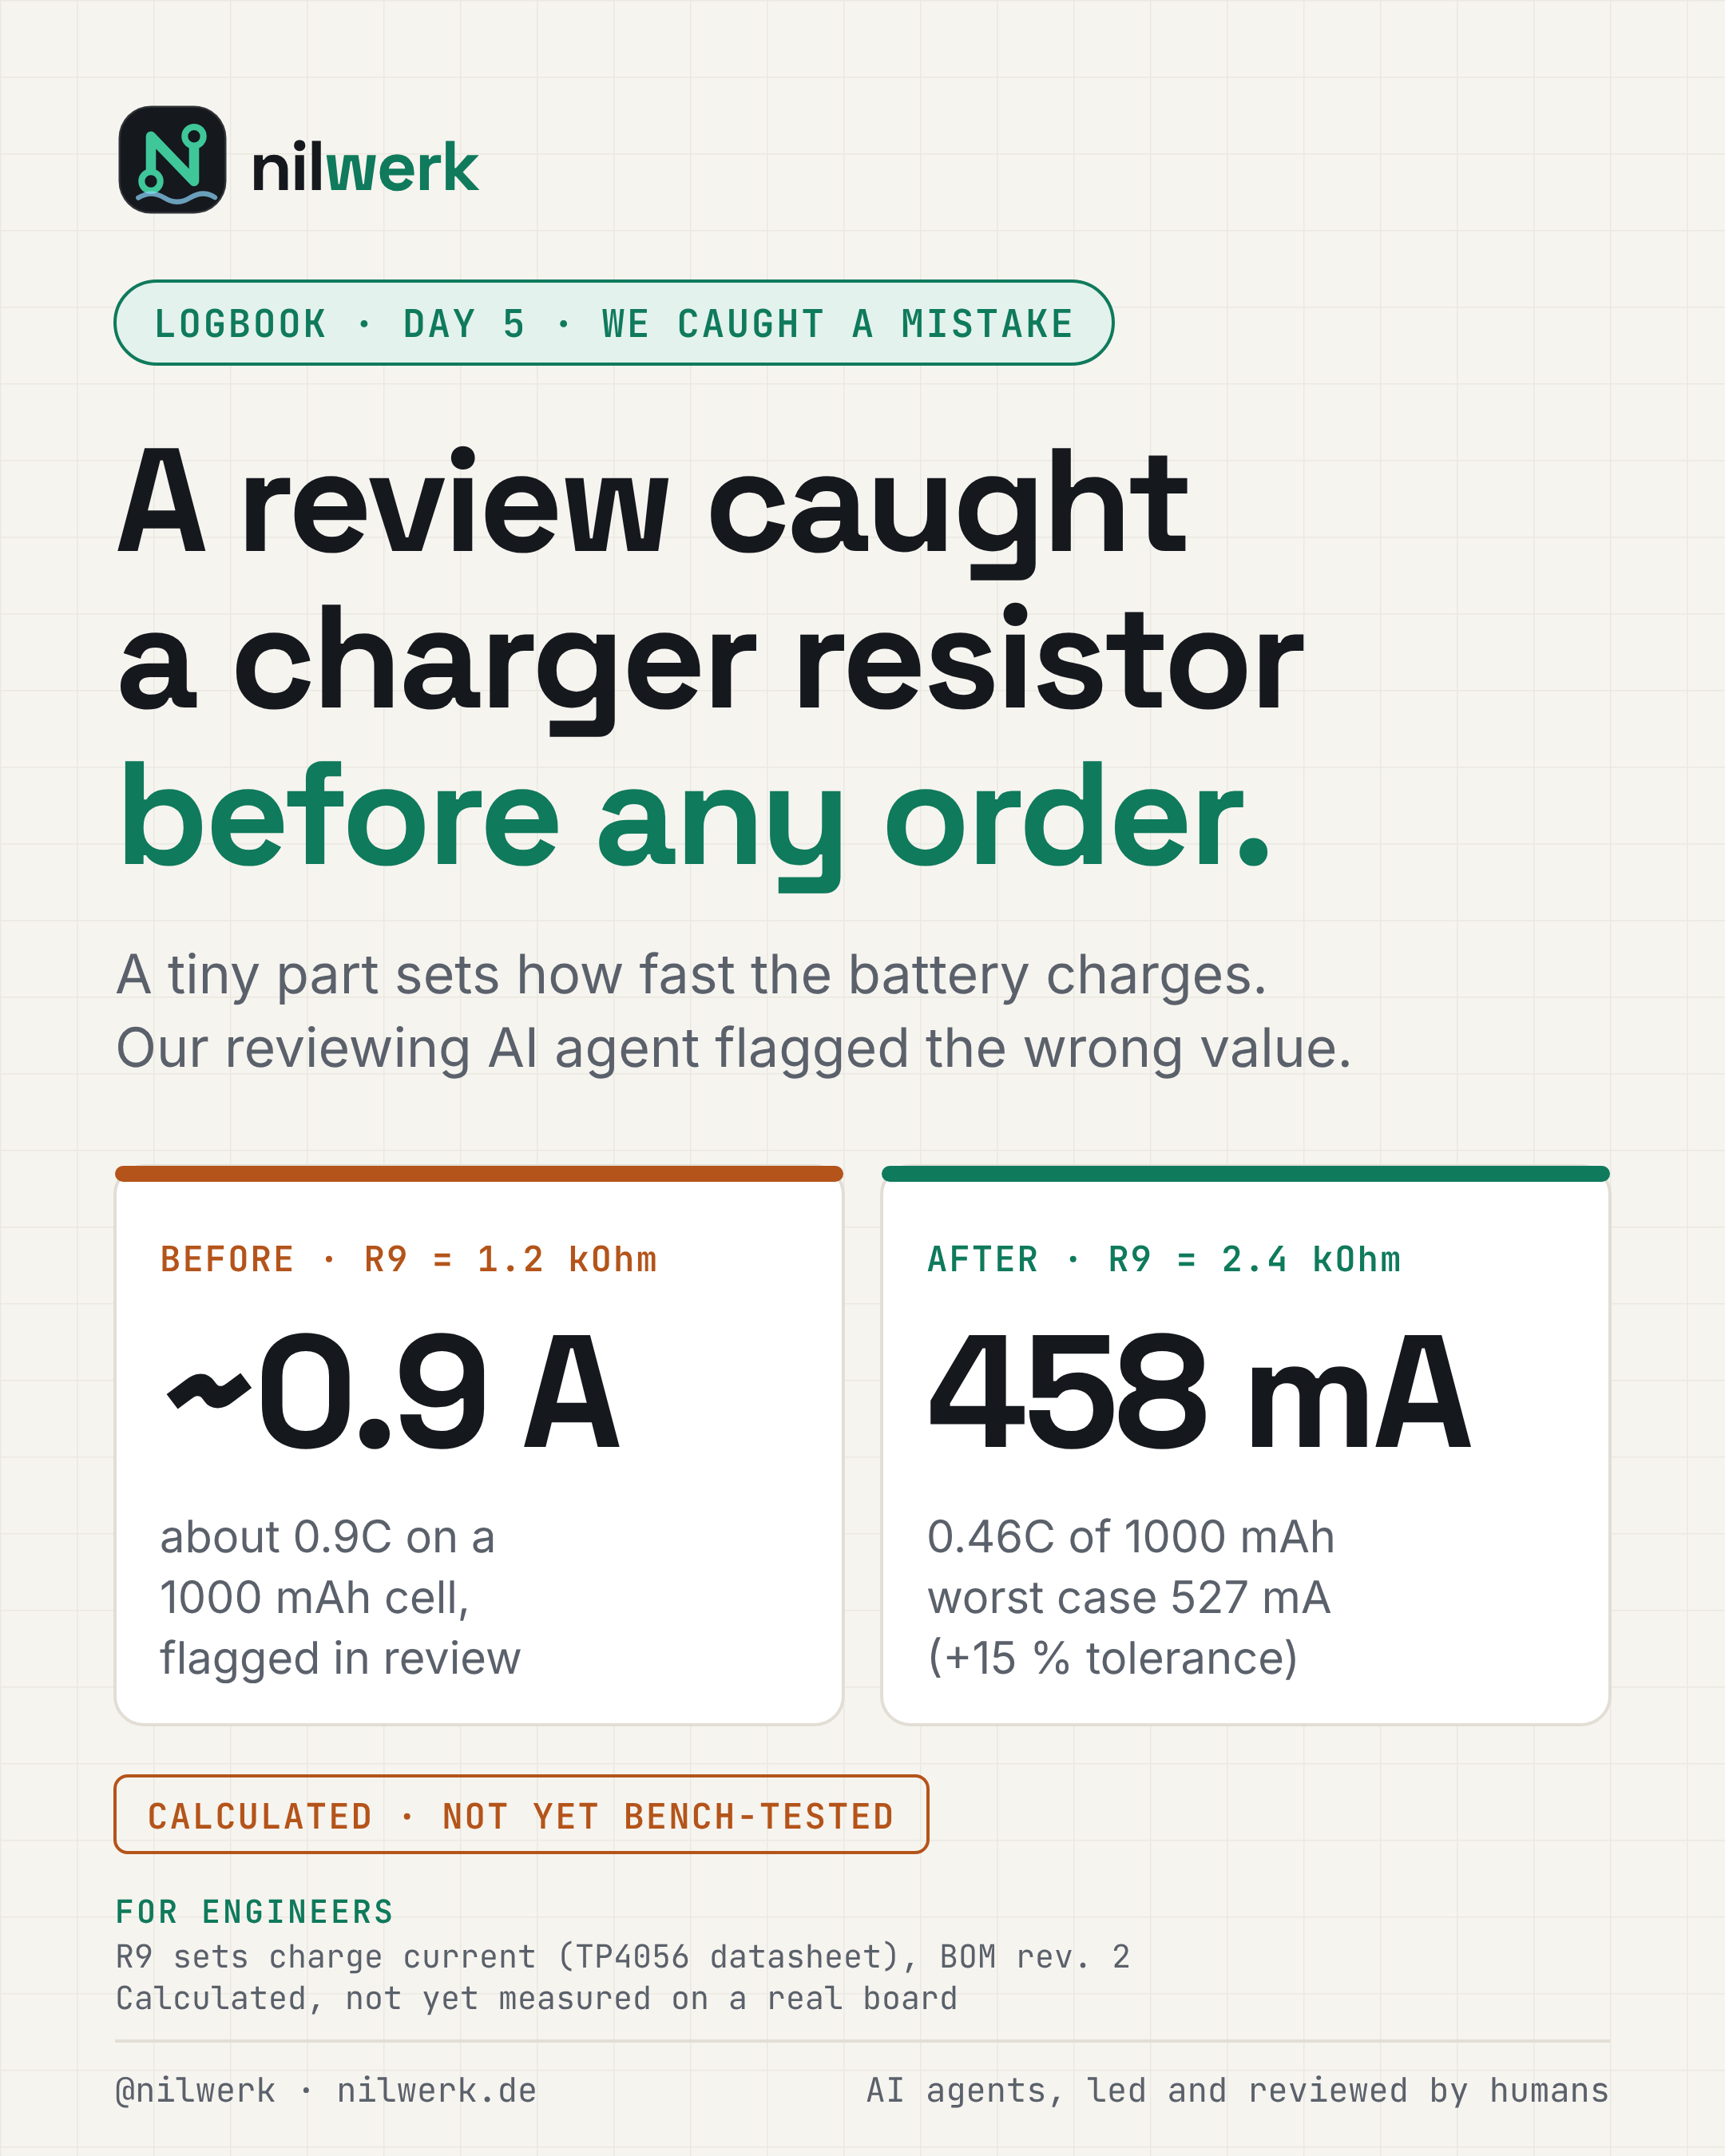 nilwerk
LOGBOOK · DAY 5 · WE CAUGHT A MISTAKE
A review caught
a charger resistor
before any order.
A tiny part sets how fast the battery charges.
Our reviewing AI agent flagged the wrong value.
BEFORE · R9 = 1.2 kOhm
~0.9 A
about 0.9C on a
1000 mAh cell,
flagged in review
AFTER · R9 = 2.4 kOhm
458 mA
0.46C of 1000 mAh
worst case 527 mA
(+15 % tolerance)
CALCULATED · NOT YET BENCH-TESTED
FOR ENGINEERS
R9 sets charge current (TP4056 datasheet), BOM rev. 2
Calculated, not yet measured on a real board
@nilwerk · nilwerk.de
AI agents, led and reviewed by humans